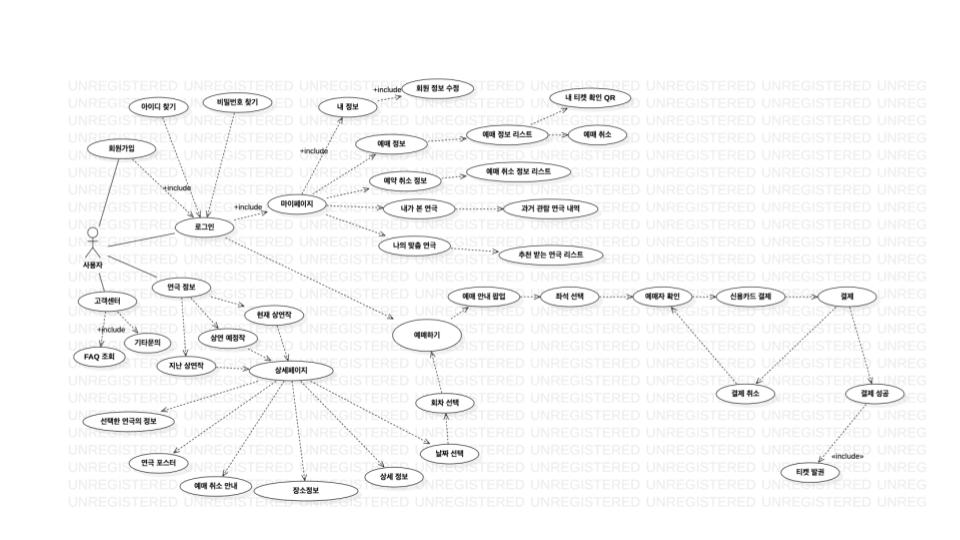 UNREGISTERED UNREGISTERED UNREGISTERED UNREGISTERED UNREGISTERED UNREGISTERED UNREGISTERED UNREG
+include
회원 정보 수정
내 티켓 확인 QR
아이디 찾기
비밀번호 찾기
내 정보
예매 정보
예매 정보 리스트
예매 취소
회원가입
+include
+include
예약 취소 정보
예매 취소 정보 리스트
+include
마이페이지
내가 본 연극
과거 관람 연극 내역
로그인
나의 맞춤 연극
추천 받는 연극 리스트
사용자
연극 정보
고객센터
현재 상연작
예매 안내 팝업
좌석 선택
예매자 확인
신용카드 결제
결제
+include
기타문의
상연 예정작
예매하기
FAQ 조회
지난 상연작
상세페이지
회차 선택
결제 취소
결제 성공
선택한 연극의 정보
날짜 선택
«include»
연극 포스터
티켓 발권
예매 취소 안내
장소정보
상세 정보